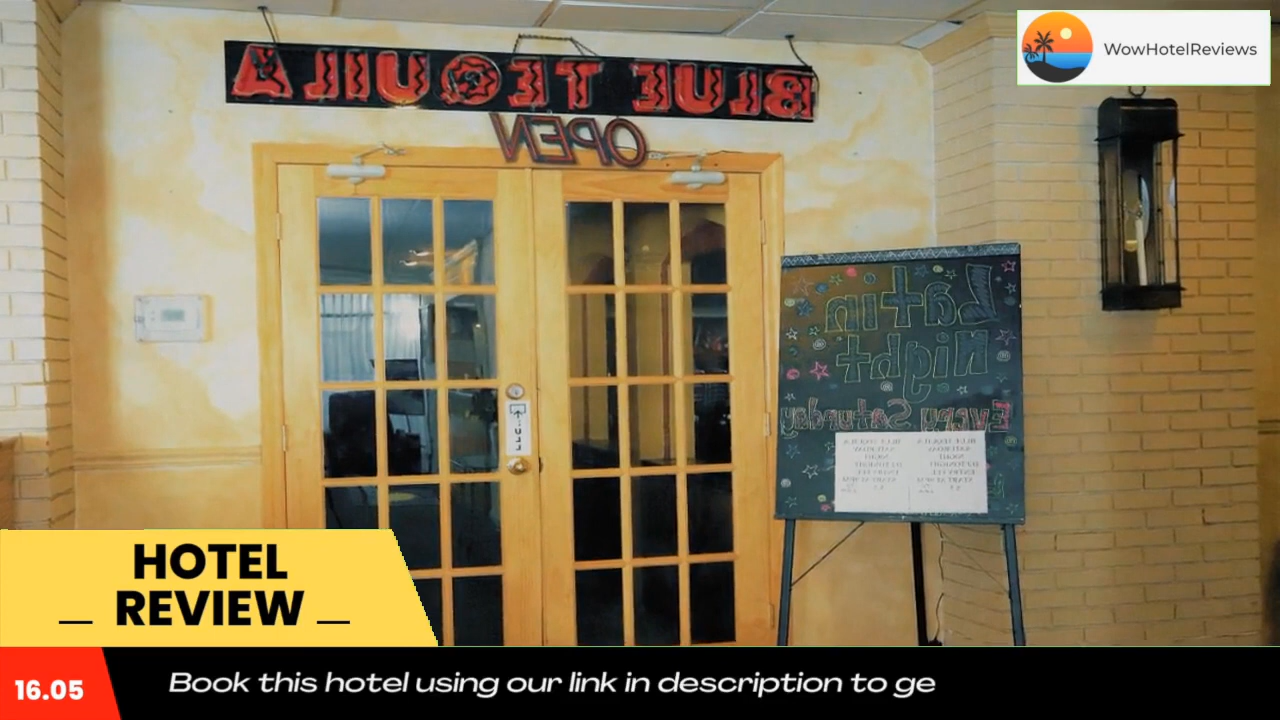 WowHotelReviews
BLUE TEQUILA
OPEN
Latin
Night
Every Saturday
HOTEL
REVIEW
16.05
Book this hotel using our link in description to ge